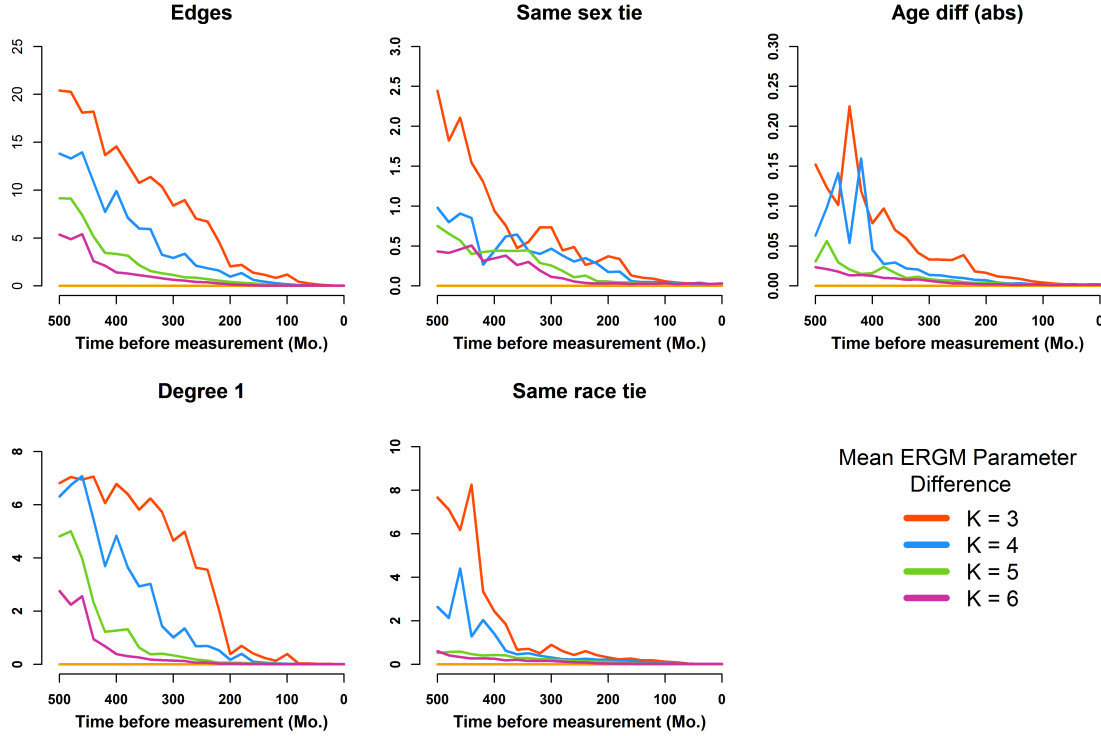 Edges
25
20
15
10
5
0
500 400 300 200 100 0
Time before measurement (Mo.)
Same sex tie
3.0
2.5
2.0
1.5
1.0
0.5
0.0
500 400 300 200 100 0
Time before measurement (Mo.)
Age diff (abs)
0.30
0.25
0.20
0.15
0.10
0.05
0.00
500 400 300 200 100 0
Time before measurement (Mo.)
Degree 1
8
6
4
2
0
500 400 300 200 100 0
Time before measurement (Mo.)
Same race tie
10
8
6
4
2
0
500 400 300 200 100 0
Time before measurement (Mo.)
Mean ERGM Parameter
Difference
K = 3
K = 4
K = 5
K = 6